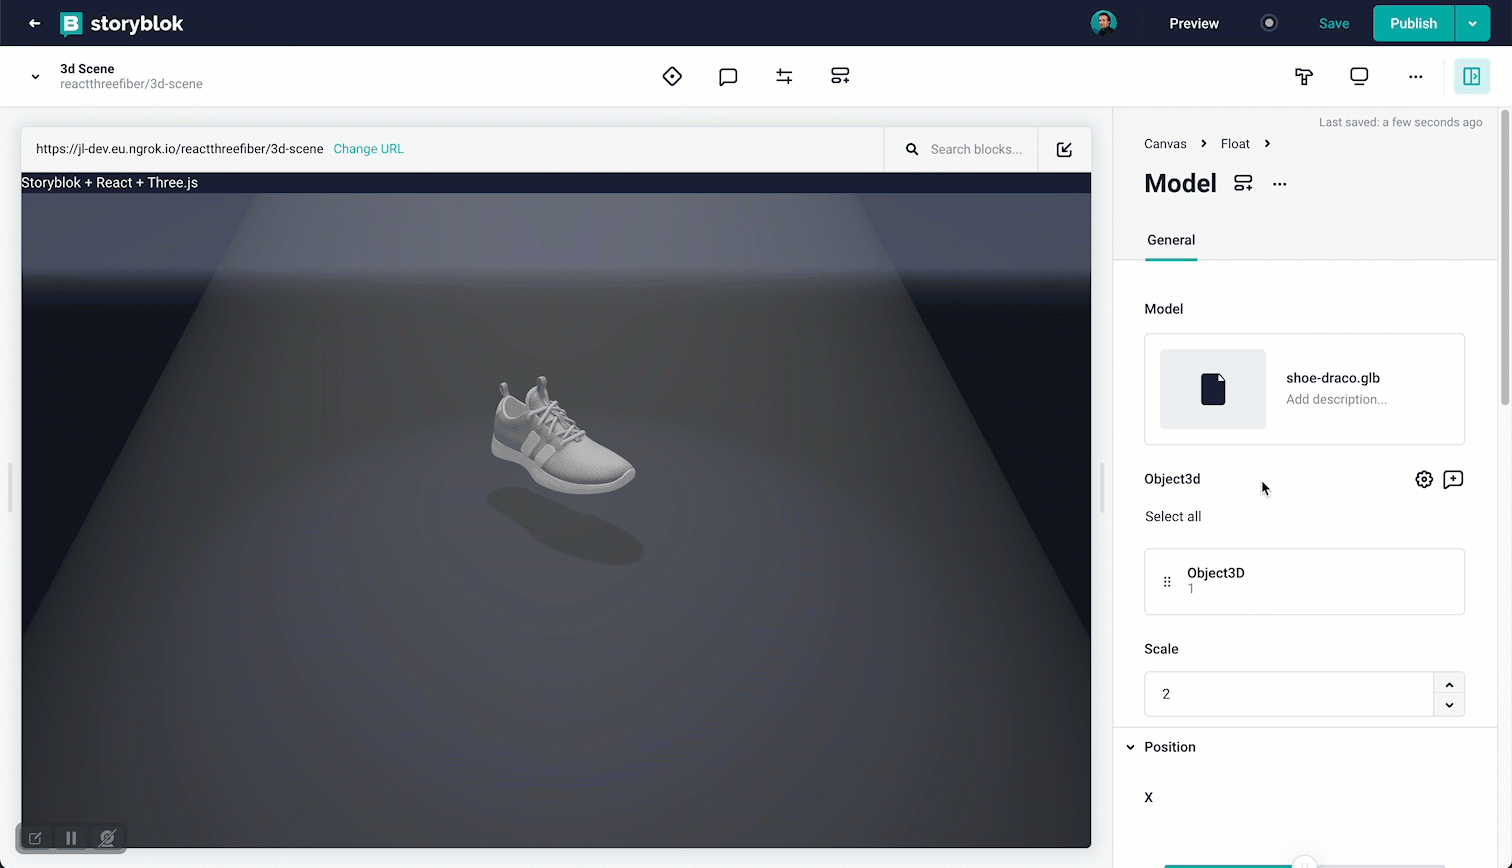 storyblok
Preview
Save
Publish
3d Scene
reactthreefiber/3d-scene
Last saved: a few seconds ago
https://jl-dev.eu.ngrok.io/reactthreefiber/3d-scene Change URL
Search blocks...
Storyblok + React + Three.js
Canvas
Float
Model
General
Model
shoe-draco.glb
Add description...
Object3d
Select all
Object3D
1
Scale
2
Position
X